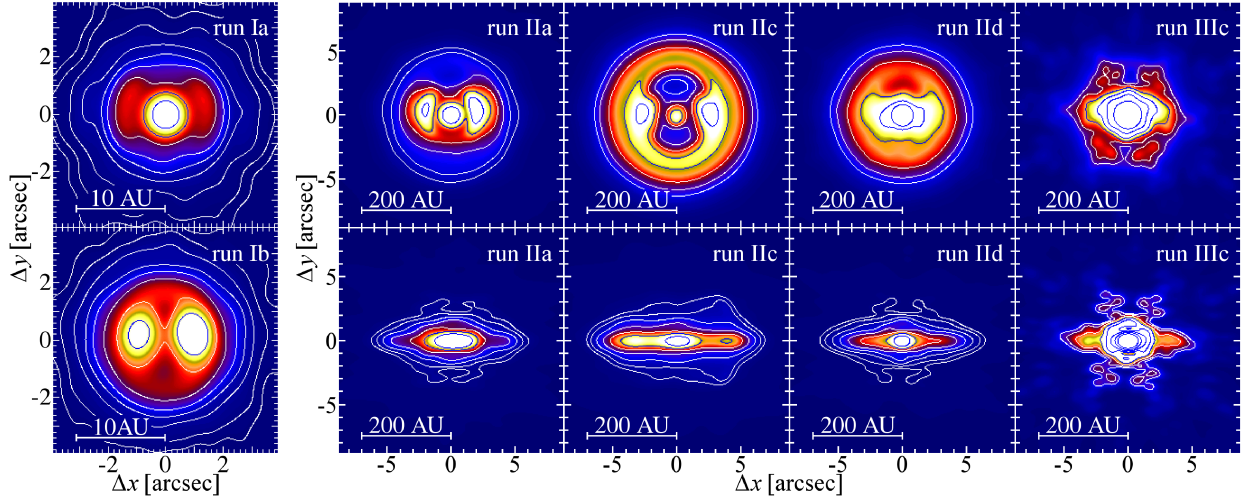 run Ia
run IIa
run IIc
run IId
run IIIc
4
2
0
-2
5
0
-5
10 AU
200 AU
200 AU
200 AU
200 AU
Δy [arcsec]
Δy [arcsec]
run Ib
run IIa
run IIc
run IId
run IIIc
2
0
-2
5
0
-5
10AU
200 AU
200 AU
200 AU
200 AU
-2 0 2
-5 0 5
-5 0 5
-5 0 5
-5 0 5
Δx [arcsec]
Δx [arcsec]